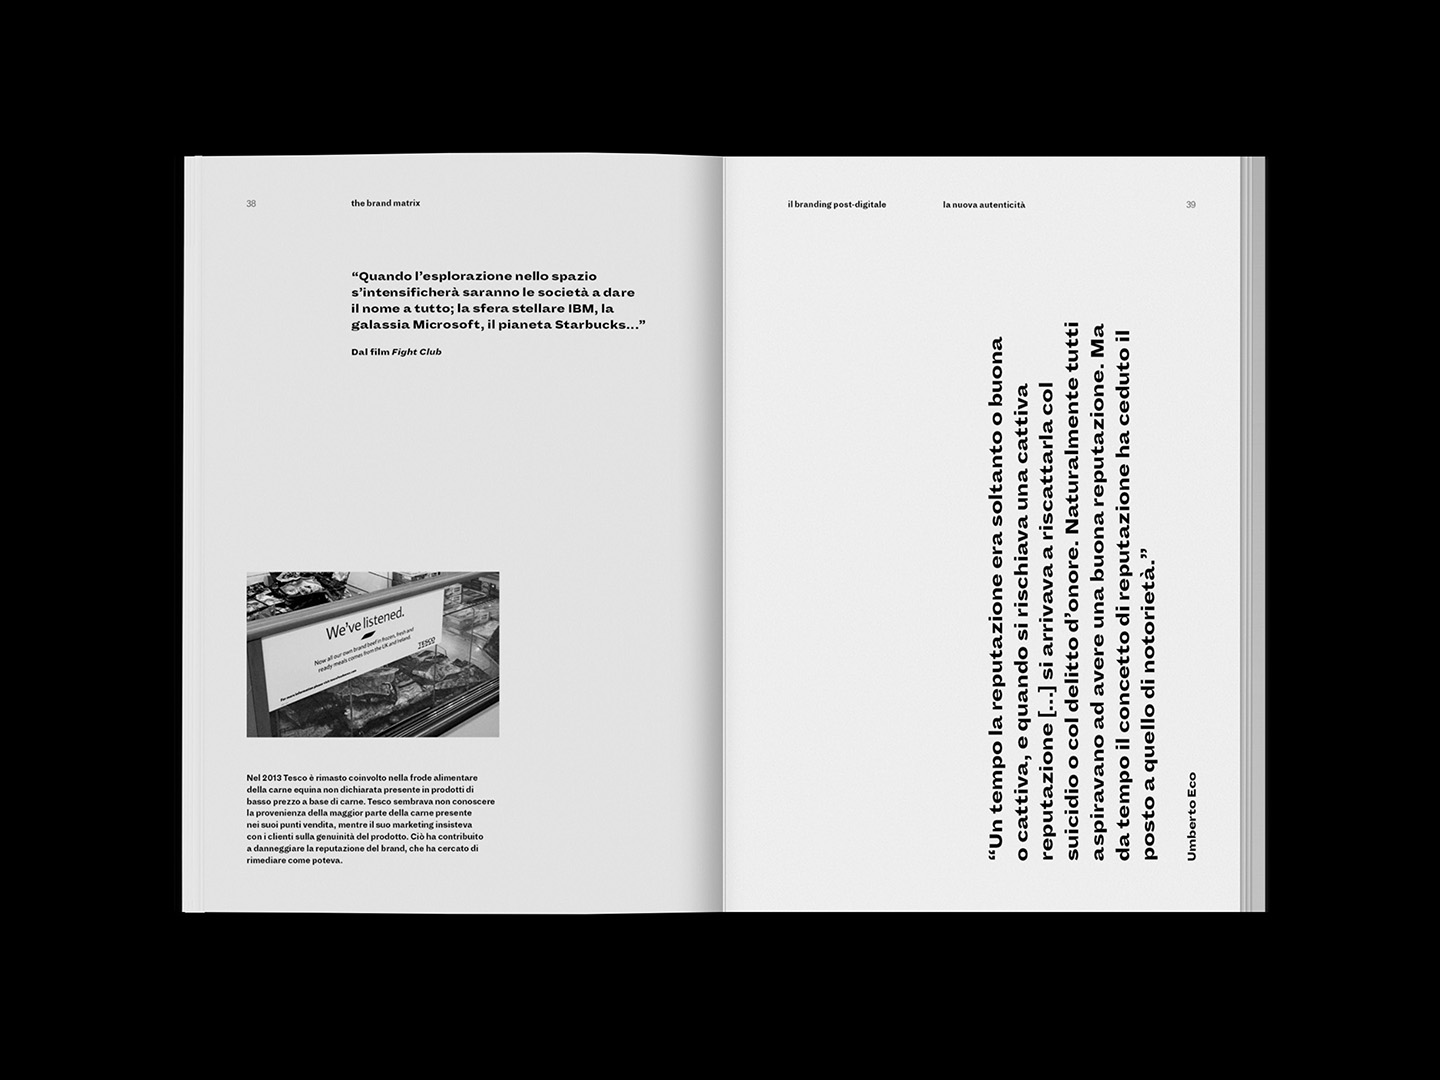 38
the brand matrix
“Quando l’esplorazione nello spazio
s’intensificherà saranno le società a dare
il nome a tutto; la sfera stellare IBM, la
galassia Microsoft, il pianeta Starbucks...”
Dal film Fight Club
We’ve listened.
Now all our own brand beef in frozen, fresh and
ready meals comes from the UK and Ireland.
TESCO
Nel 2013 Tesco è rimasto coinvolto nella frode alimentare
della carne equina non dichiarata presente in prodotti di
basso prezzo a base di carne. Tesco sembrava non conoscere
la provenienza della maggior parte della carne presente
nei suoi punti vendita, mentre il suo marketing insisteva
con i clienti sulla genuinità del prodotto. Ciò ha contribuito
a danneggiare la reputazione del brand, che ha cercato di
rimediare come poteva.
il branding post-digitale
la nuova autenticità
39
“Un tempo la reputazione era soltanto o buona
o cattiva, e quando si rischiava una cattiva
reputazione [...] si arrivava a riscattarla col
suicidio o col delitto d’onore. Naturalmente tutti
aspiravano ad avere una buona reputazione. Ma
da tempo il concetto di reputazione ha ceduto il
posto a quello di notorietà.”
Umberto Eco